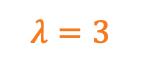 λ = 3